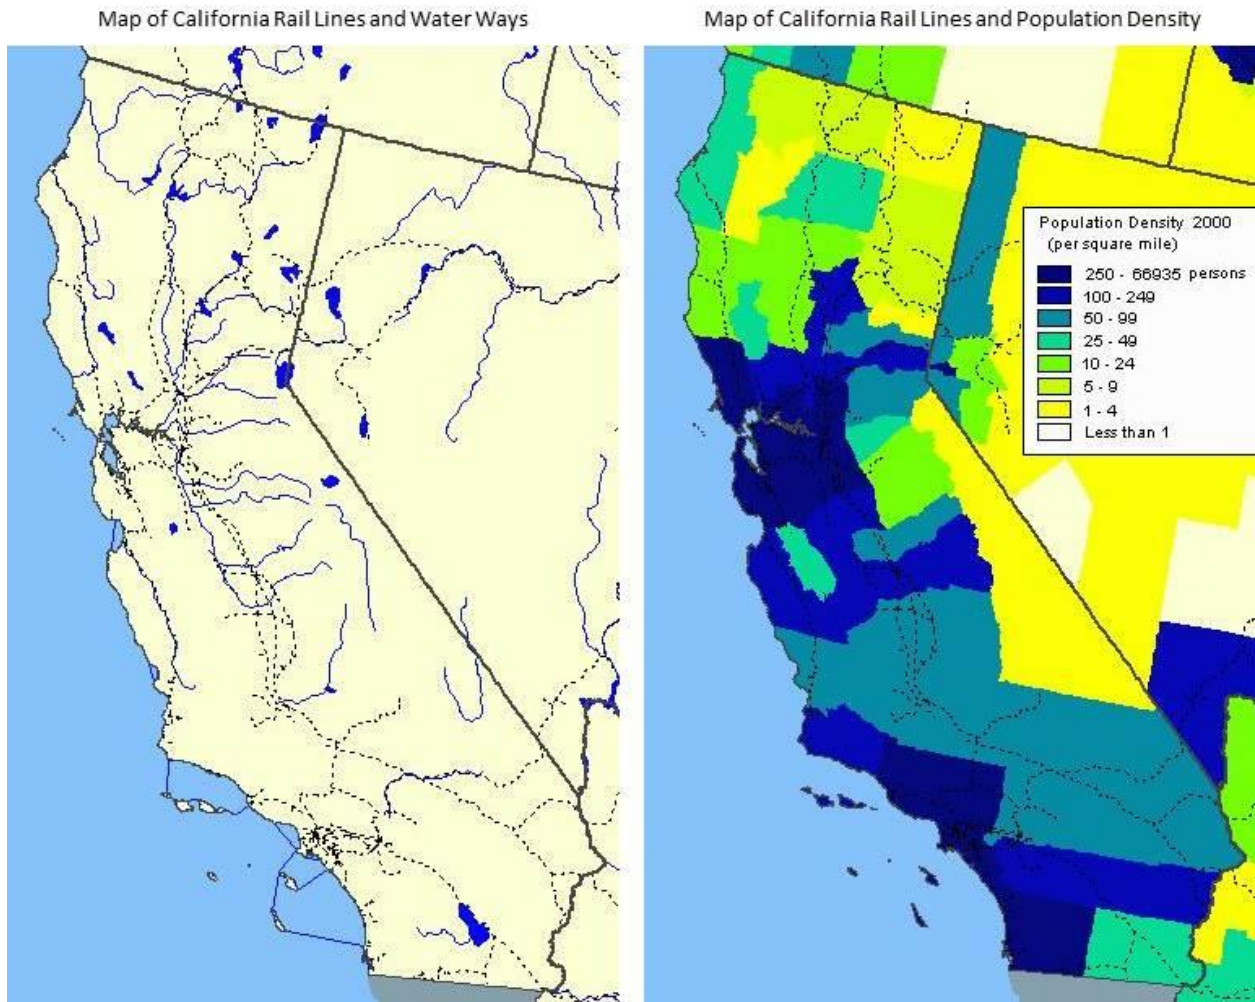 Map of California Rail Lines and Water Ways
Map of California Rail Lines and Population Density
Population Density 2000
(per square mile)
250 - 66935 persons
100 - 249
50 - 99
25 - 49
10 - 24
5 - 9
1 - 4
Less than 1